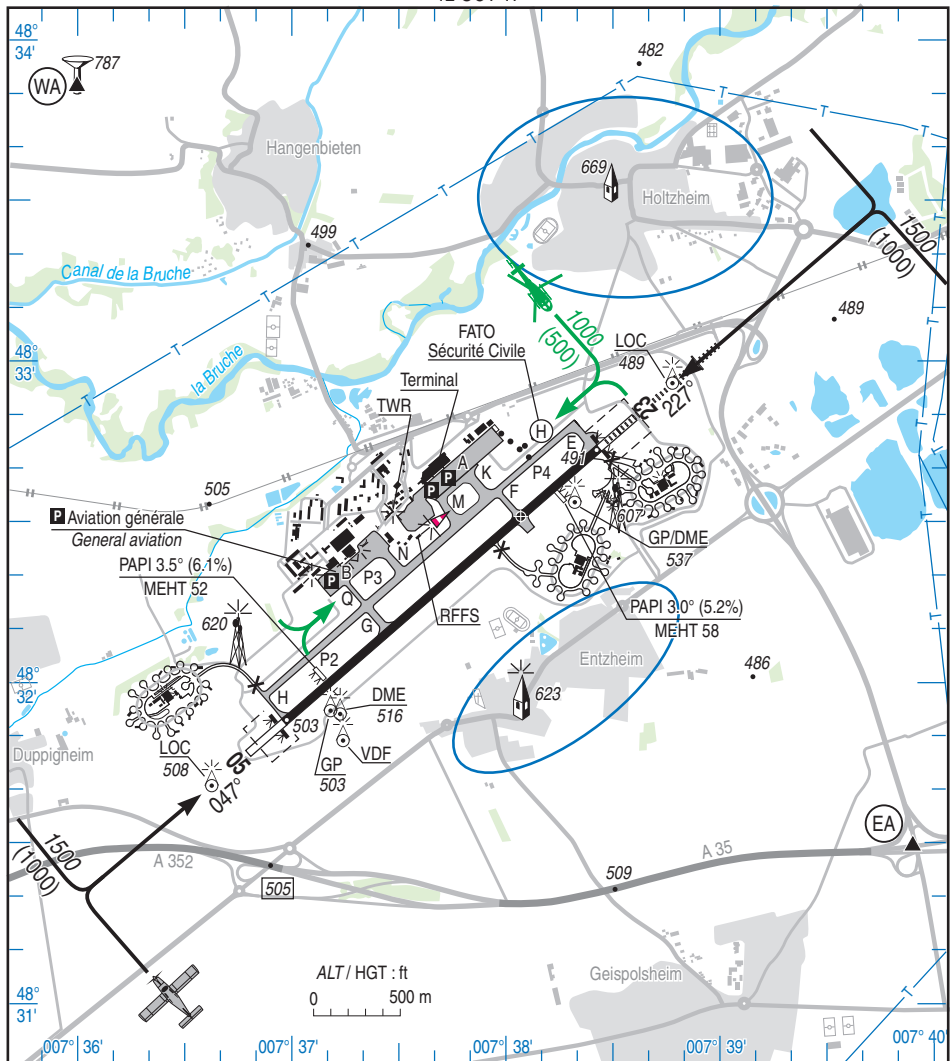 48°
34'
787
WA
482
Hangenbieten
669
Holtzheim
499
1500
(1000)
Canal de la Bruche
489
1000
(500)
FATO
Sécurité Civile
LOC
489
48°
33'
la Bruche
Terminal
TWR
23
227°
H
E
491
A
K
P4
505
P
P
M
F
607
P Aviation générale
General aviation
I
N
GP/DME
537
PAPI 3.5° (6.1%)
MEHT 52
B
P
P3
Q
RFFS
PAPI 3.0° (5.2%)
MEHT 58
G
620
Entzheim
P2
48°
32'
486
H
DME
516
623
503
Duppigheim
LOC
508
05
047°
GP
503
VDF
EA
1500
(1000)
A 352
A 35
505
509
ALT / HGT : ft
0 500 m
Geispolsheim
48°
31'
007° 36'
007° 37'
007° 38'
007° 39'
007° 40'
T
T
T
T
T
T
T
T
T
T